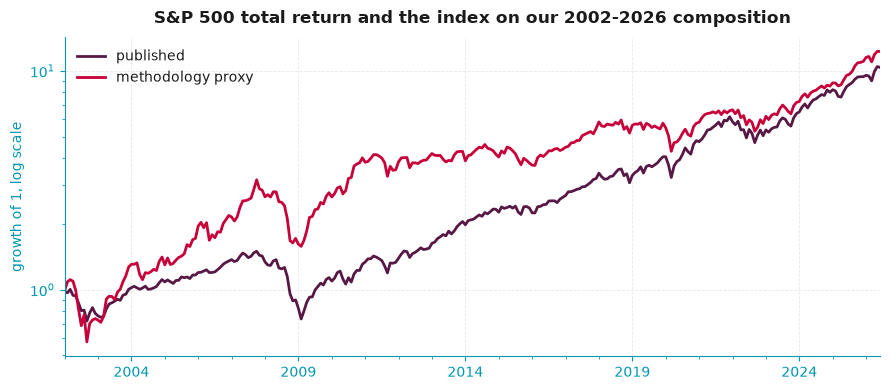 S&P 500 total return and the index on our 2002-2026 composition
published
methodology proxy
growth of 1, log scale
10¹
10⁰
2004 2009 2014 2019 2024